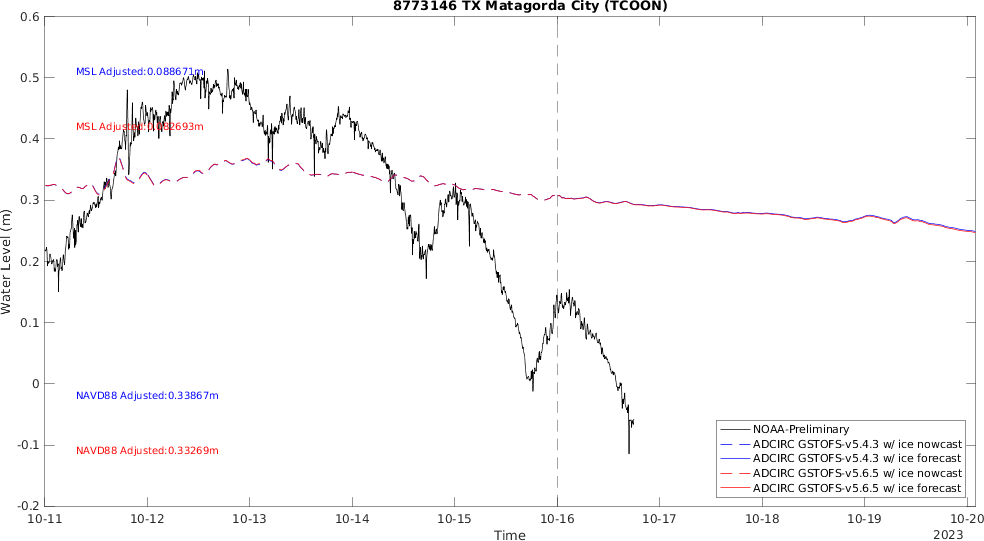 8773146 TX Matagorda City (TCOON)
0.6
0.5
0.4
0.3
0.2
0.1
0
-0.1
-0.2
Water Level (m)
MSL Adjusted:0.088671m
MSL Adjusted:0.082693m
NAVD88 Adjusted:0.33867m
NAVD88 Adjusted:0.33269m
NOAA-Preliminary
ADCIRC GSTOFS-v5.4.3 w/ ice nowcast
ADCIRC GSTOFS-v5.4.3 w/ ice forecast
ADCIRC GSTOFS-v5.6.5 w/ ice nowcast
ADCIRC GSTOFS-v5.6.5 w/ ice forecast
10-11 10-12 10-13 10-14 10-15 10-16 10-17 10-18 10-19 10-20
Time
2023